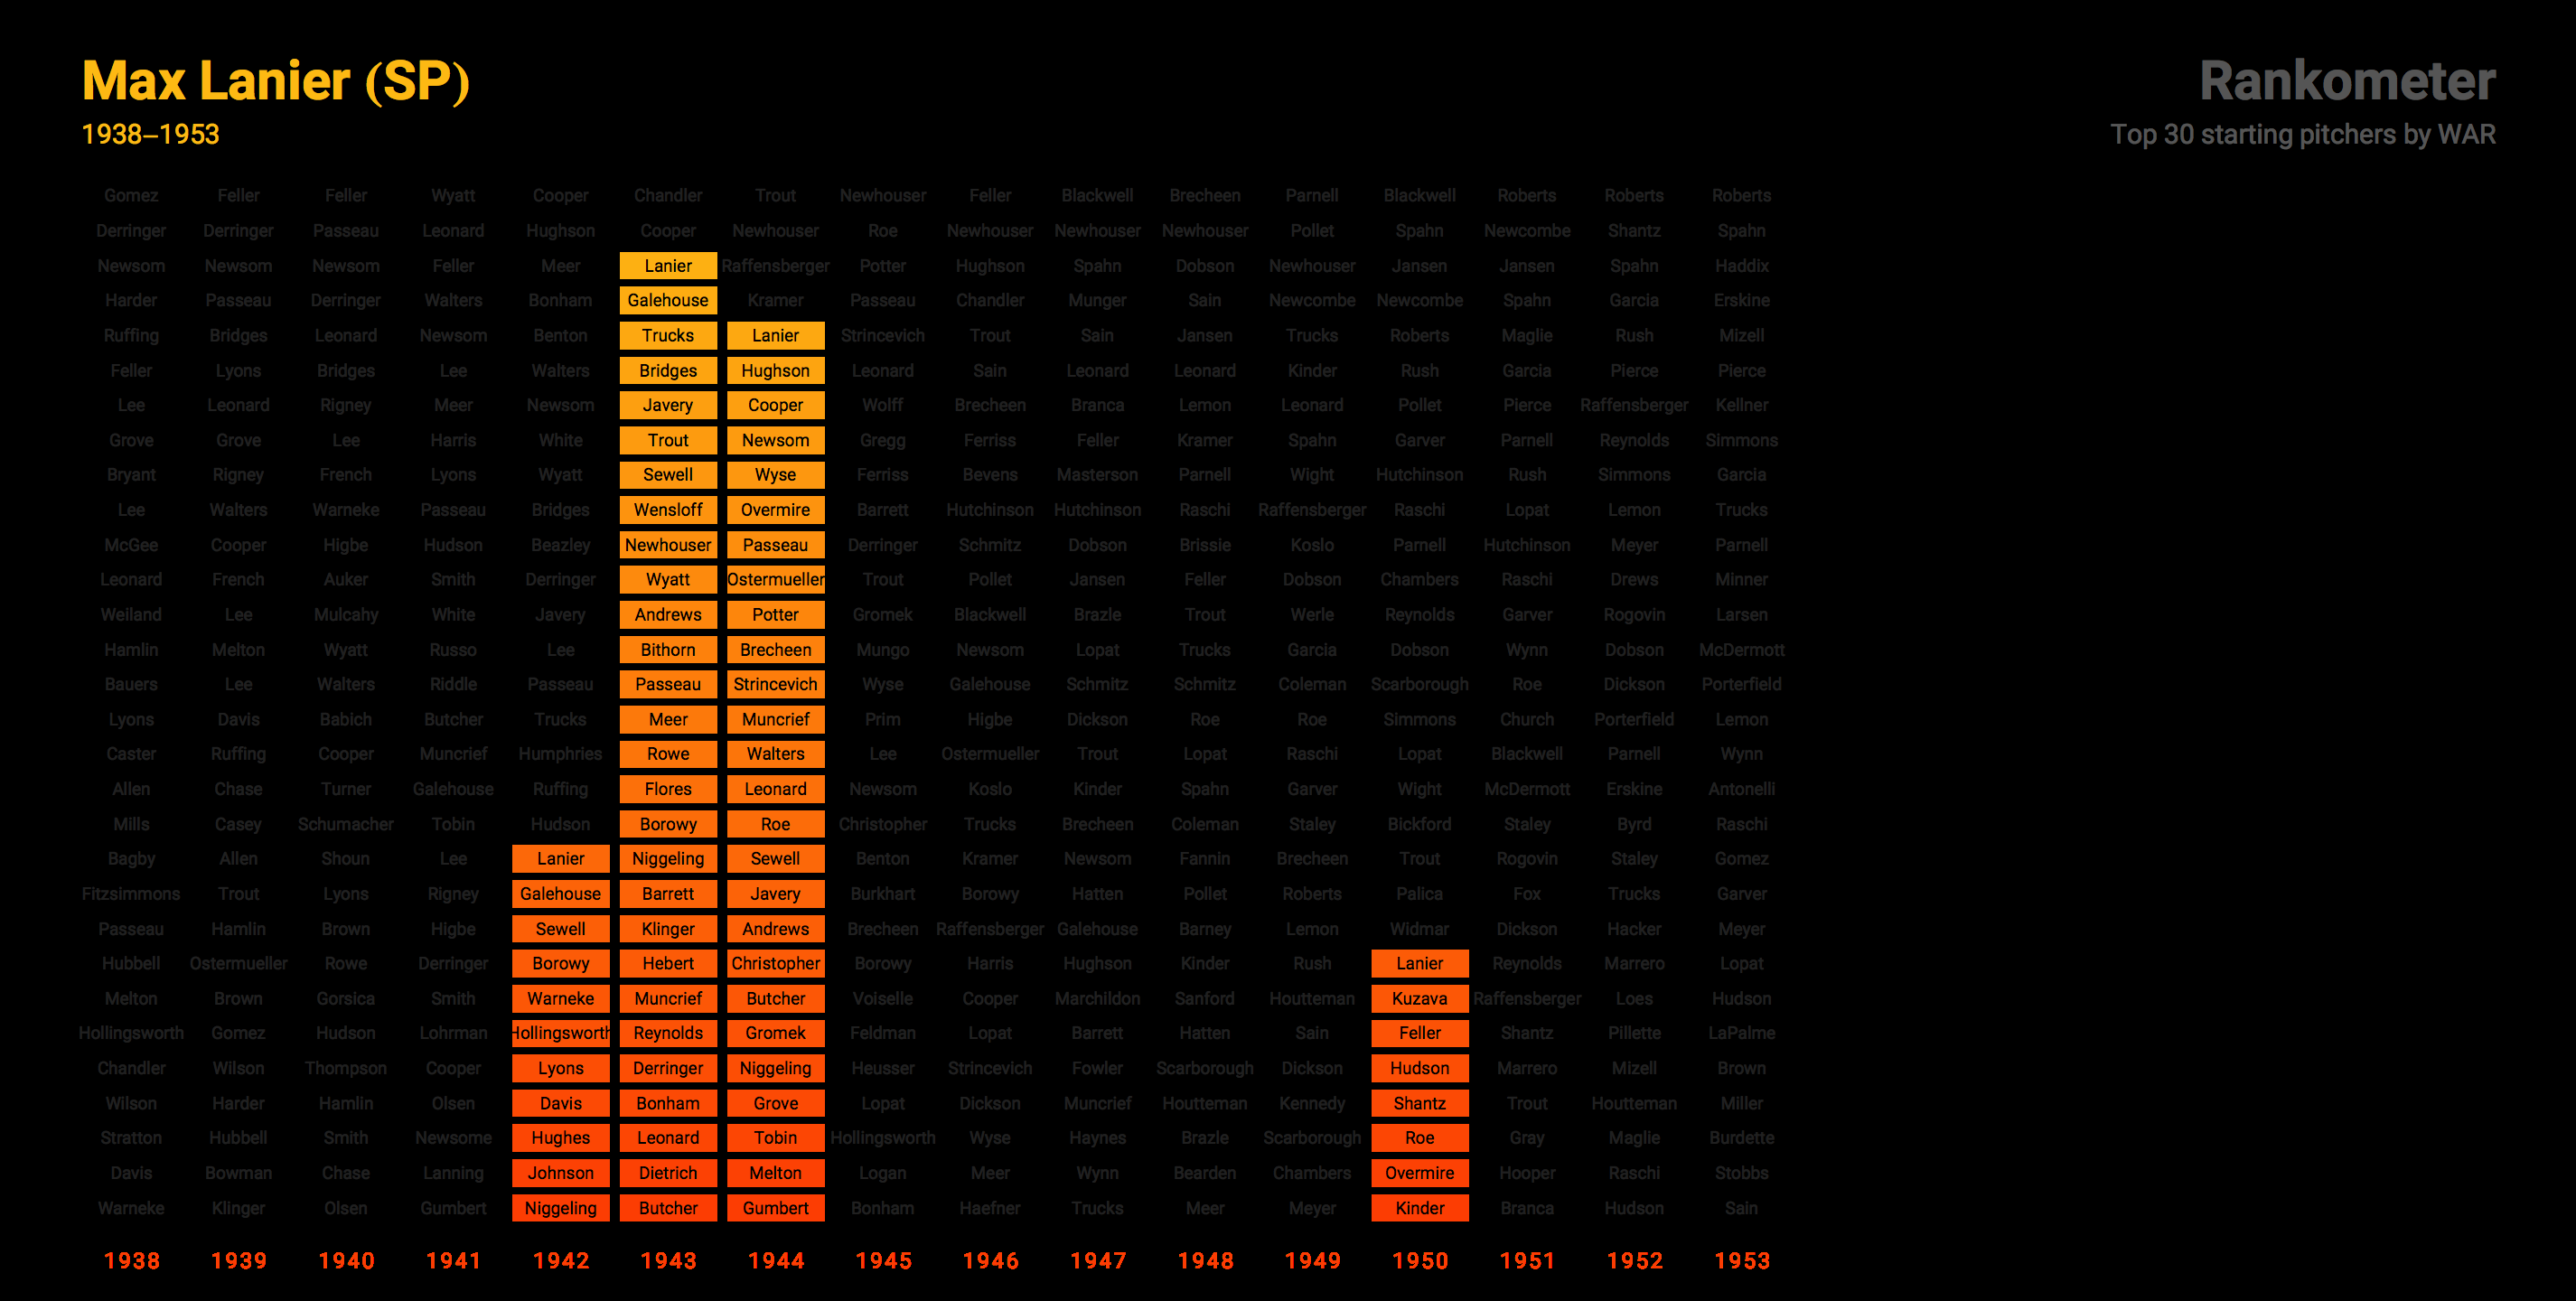 Max Lanier (SP)
1938–1953
Rankometer
Top 30 starting pitchers by WAR
Gomez Feller Feller Wyatt Cooper Chandler Trout Newhouser Feller Blackwell Brecheen Parnell Blackwell Roberts Roberts Roberts
Derringer Derringer Passeau Leonard Hughson Cooper Newhouser Roe Newhouser Newhouser Newhouser Pollet Spahn Newcombe Shantz Spahn
Newsom Newsom Newsom Feller Meer Lanier Raffensberger Potter Hughson Spahn Dobson Newhouser Jansen Jansen Spahn Haddix
Harder Passeau Derringer Walters Bonham Galehouse Kramer Passeau Chandler Munger Sain Newcombe Newcombe Spahn Garcia Erskine
Ruffing Bridges Leonard Newsom Benton Trucks Lanier Strincevich Trout Sain Jansen Trucks Roberts Maglie Rush Mizell
Feller Lyons Bridges Lee Walters Bridges Hughson Leonard Sain Leonard Leonard Kinder Rush Garcia Pierce Pierce
Lee Leonard Rigney Meer Newsom Javery Cooper Wolff Brecheen Branca Lemon Leonard Pollet Pierce Raffensberger Kellner
Grove Grove Lee Harris White Trout Newsom Gregg Ferriss Feller Kramer Spahn Garver Parnell Reynolds Simmons
Bryant Rigney French Lyons Wyatt Sewell Wyse Ferriss Bevens Masterson Parnell Wight Hutchinson Rush Simmons Garcia
Lee Walters Warneke Passeau Bridges Wensloff Overmire Barrett Hutchinson Hutchinson Raschi Raffensberger Raschi Lopat Lemon Trucks
McGee Cooper Higbe Hudson Beazley Newhouser Passeau Derringer Schmitz Dobson Brissie Koslo Parnell Hutchinson Meyer Parnell
Leonard French Auker Smith Derringer Wyatt Ostermueller Trout Pollet Jansen Feller Dobson Chambers Raschi Drews Minner
Weiland Lee Mulcahy White Javery Andrews Potter Gromek Blackwell Brazle Trout Werle Reynolds Garver Rogovin Larsen
Hamlin Melton Wyatt Russo Lee Bithorn Brecheen Mungo Newsom Lopat Trucks Garcia Dobson Wynn Dobson McDermott
Bauers Lee Walters Riddle Passeau Passeau Strincevich Wyse Galehouse Schmitz Schmitz Coleman Scarborough Roe Dickson Porterfield
Lyons Davis Babich Butcher Trucks Meer Muncrief Prim Higbe Dickson Roe Roe Simmons Church Porterfield Lemon
Caster Ruffing Cooper Muncrief Humphries Rowe Walters Lee Ostermueller Trout Lopat Raschi Lopat Blackwell Parnell Wynn
Allen Chase Turner Galehouse Ruffing Flores Leonard Newsom Koslo Kinder Spahn Garver Wight McDermott Erskine Antonelli
Mills Casey Schumacher Tobin Hudson Borowy Roe Christopher Trucks Brecheen Coleman Staley Bickford Staley Byrd Raschi
Bagby Allen Shoun Lee Lanier Niggeling Sewell Benton Kramer Newsom Fannin Brecheen Trout Rogovin Staley Gomez
Fitzsimmons Trout Lyons Rigney Galehouse Barrett Javery Burkhart Borowy Hatten Pollet Roberts Palica Fox Trucks Garver
Passeau Hamlin Brown Higbe Sewell Klinger Andrews Brecheen Raffensberger Galehouse Barney Lemon Widmar Dickson Hacker Meyer
Hubbell Ostermueller Rowe Derringer Borowy Hebert Christopher Borowy Harris Hughson Kinder Rush Lanier Reynolds Marrero Lopat
Melton Brown Gorsica Smith Warneke Muncrief Butcher Voiselle Cooper Marchildon Sanford Houtteman Kuzava Raffensberger Loes Hudson
Hollingsworth Gomez Hudson Lohrman Hollingsworth Reynolds Gromek Feldman Lopat Barrett Hatten Sain Feller Shantz Pillette LaPalme
Chandler Wilson Thompson Cooper Lyons Derringer Niggeling Heusser Strincevich Fowler Scarborough Dickson Hudson Marrero Mizell Brown
Wilson Harder Hamlin Olsen Davis Bonham Grove Lopat Dickson Muncrief Houtteman Kennedy Shantz Trout Houtteman Miller
Stratton Hubbell Smith Newsome Hughes Leonard Tobin Hollingsworth Wyse Haynes Brazle Scarborough Roe Gray Maglie Burdette
Davis Bowman Chase Lanning Johnson Dietrich Melton Logan Meer Wynn Bearden Chambers Overmire Hooper Raschi Stobbs
Warneke Klinger Olsen Gumbert Niggeling Butcher Gumbert Bonham Haefner Trucks Meer Meyer Kinder Branca Hudson Sain
1938 1939 1940 1941 1942 1943 1944 1945 1946 1947 1948 1949 1950 1951 1952 1953